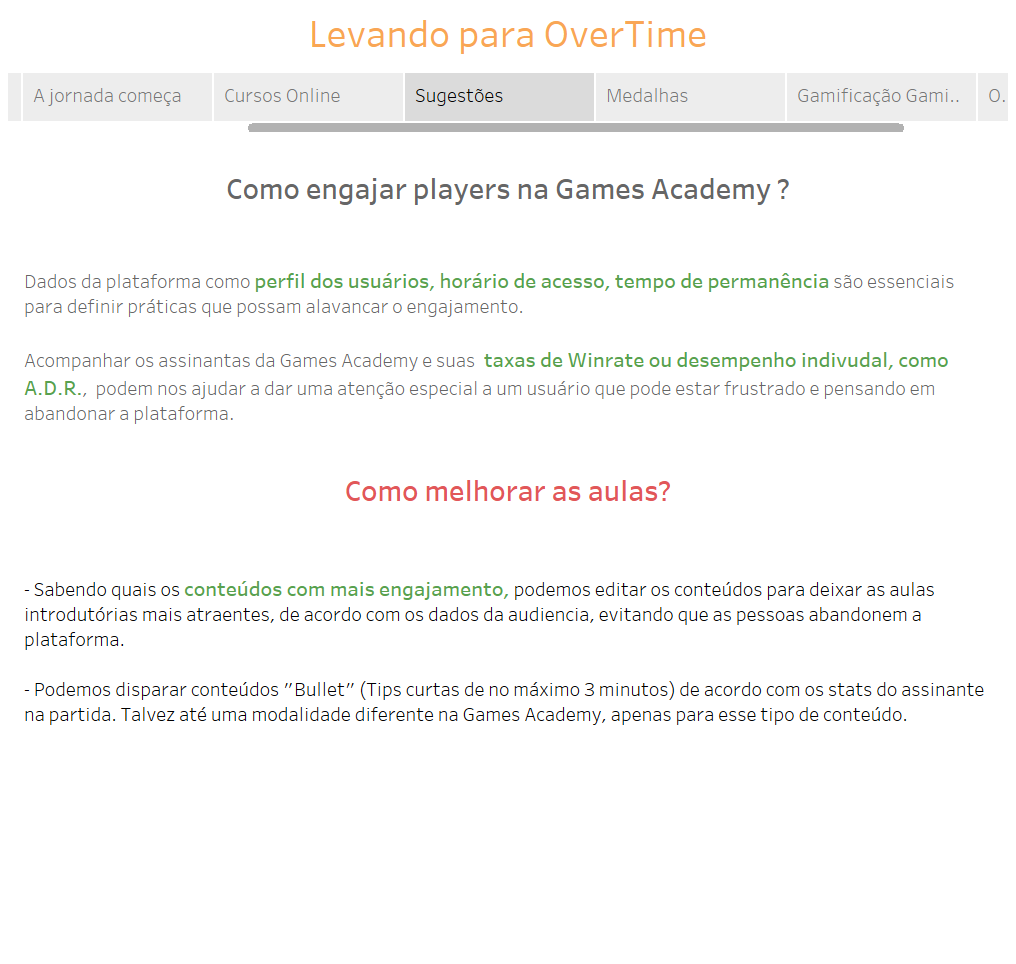 Levando para OverTime
A jornada começa
Cursos Online
Sugestões
Medalhas
Gamificação Gami..
O.
Como engajar players na Games Academy ?
Dados da plataforma como perfil dos usuários, horário de acesso, tempo de permanência são essenciais
para definir práticas que possam alavancar o engajamento.
Acompanhar os assinantas da Games Academy e suas  taxas de Winrate ou desempenho indivudal, como
A.D.R.,  podem nos ajudar a dar uma atenção especial a um usuário que pode estar frustrado e pensando em
abandonar a plataforma.
Como melhorar as aulas?
- Sabendo quais os conteúdos com mais engajamento, podemos editar os conteúdos para deixar as aulas
introdutórias mais atraentes, de acordo com os dados da audiencia, evitando que as pessoas abandonem a
plataforma.
- Podemos disparar conteúdos "Bullet" (Tips curtas de no máximo 3 minutos) de acordo com os stats do assinante
na partida. Talvez até uma modalidade diferente na Games Academy, apenas para esse tipo de conteúdo.